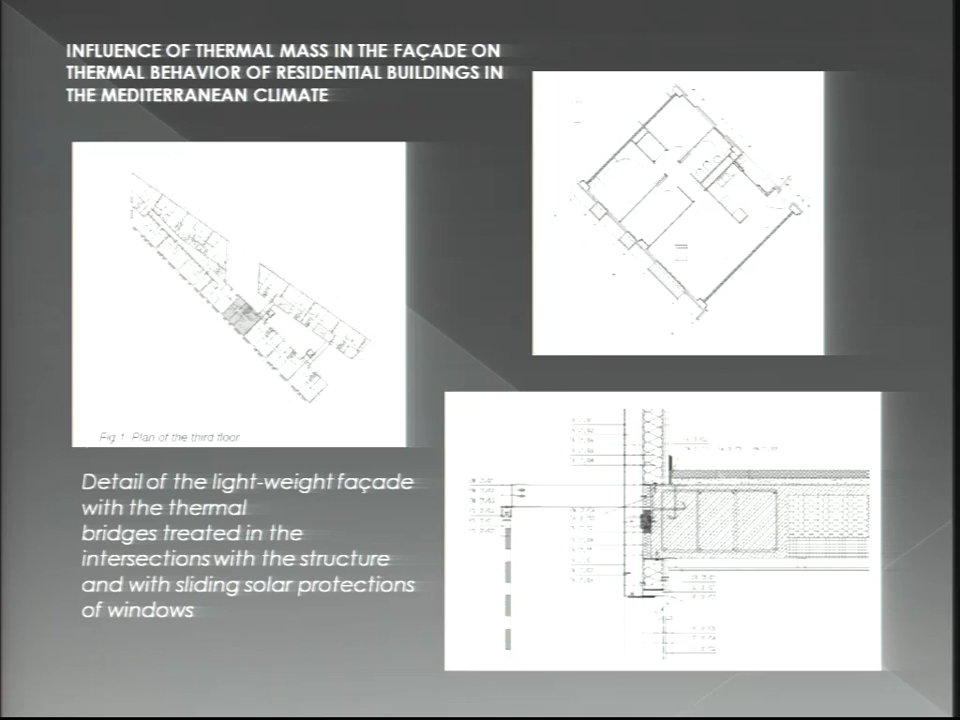 INFLUENCE OF THERMAL MASS IN THE FAÇADE ON
THERMAL BEHAVIOR OF RESIDENTIAL BUILDINGS IN
THE MEDITERRANEAN CLIMATE
Fig 1. Plan of the third floor
Detail of the light-weight façade
with the thermal
bridges treated in the
intersections with the structure
and with sliding solar protections
of windows